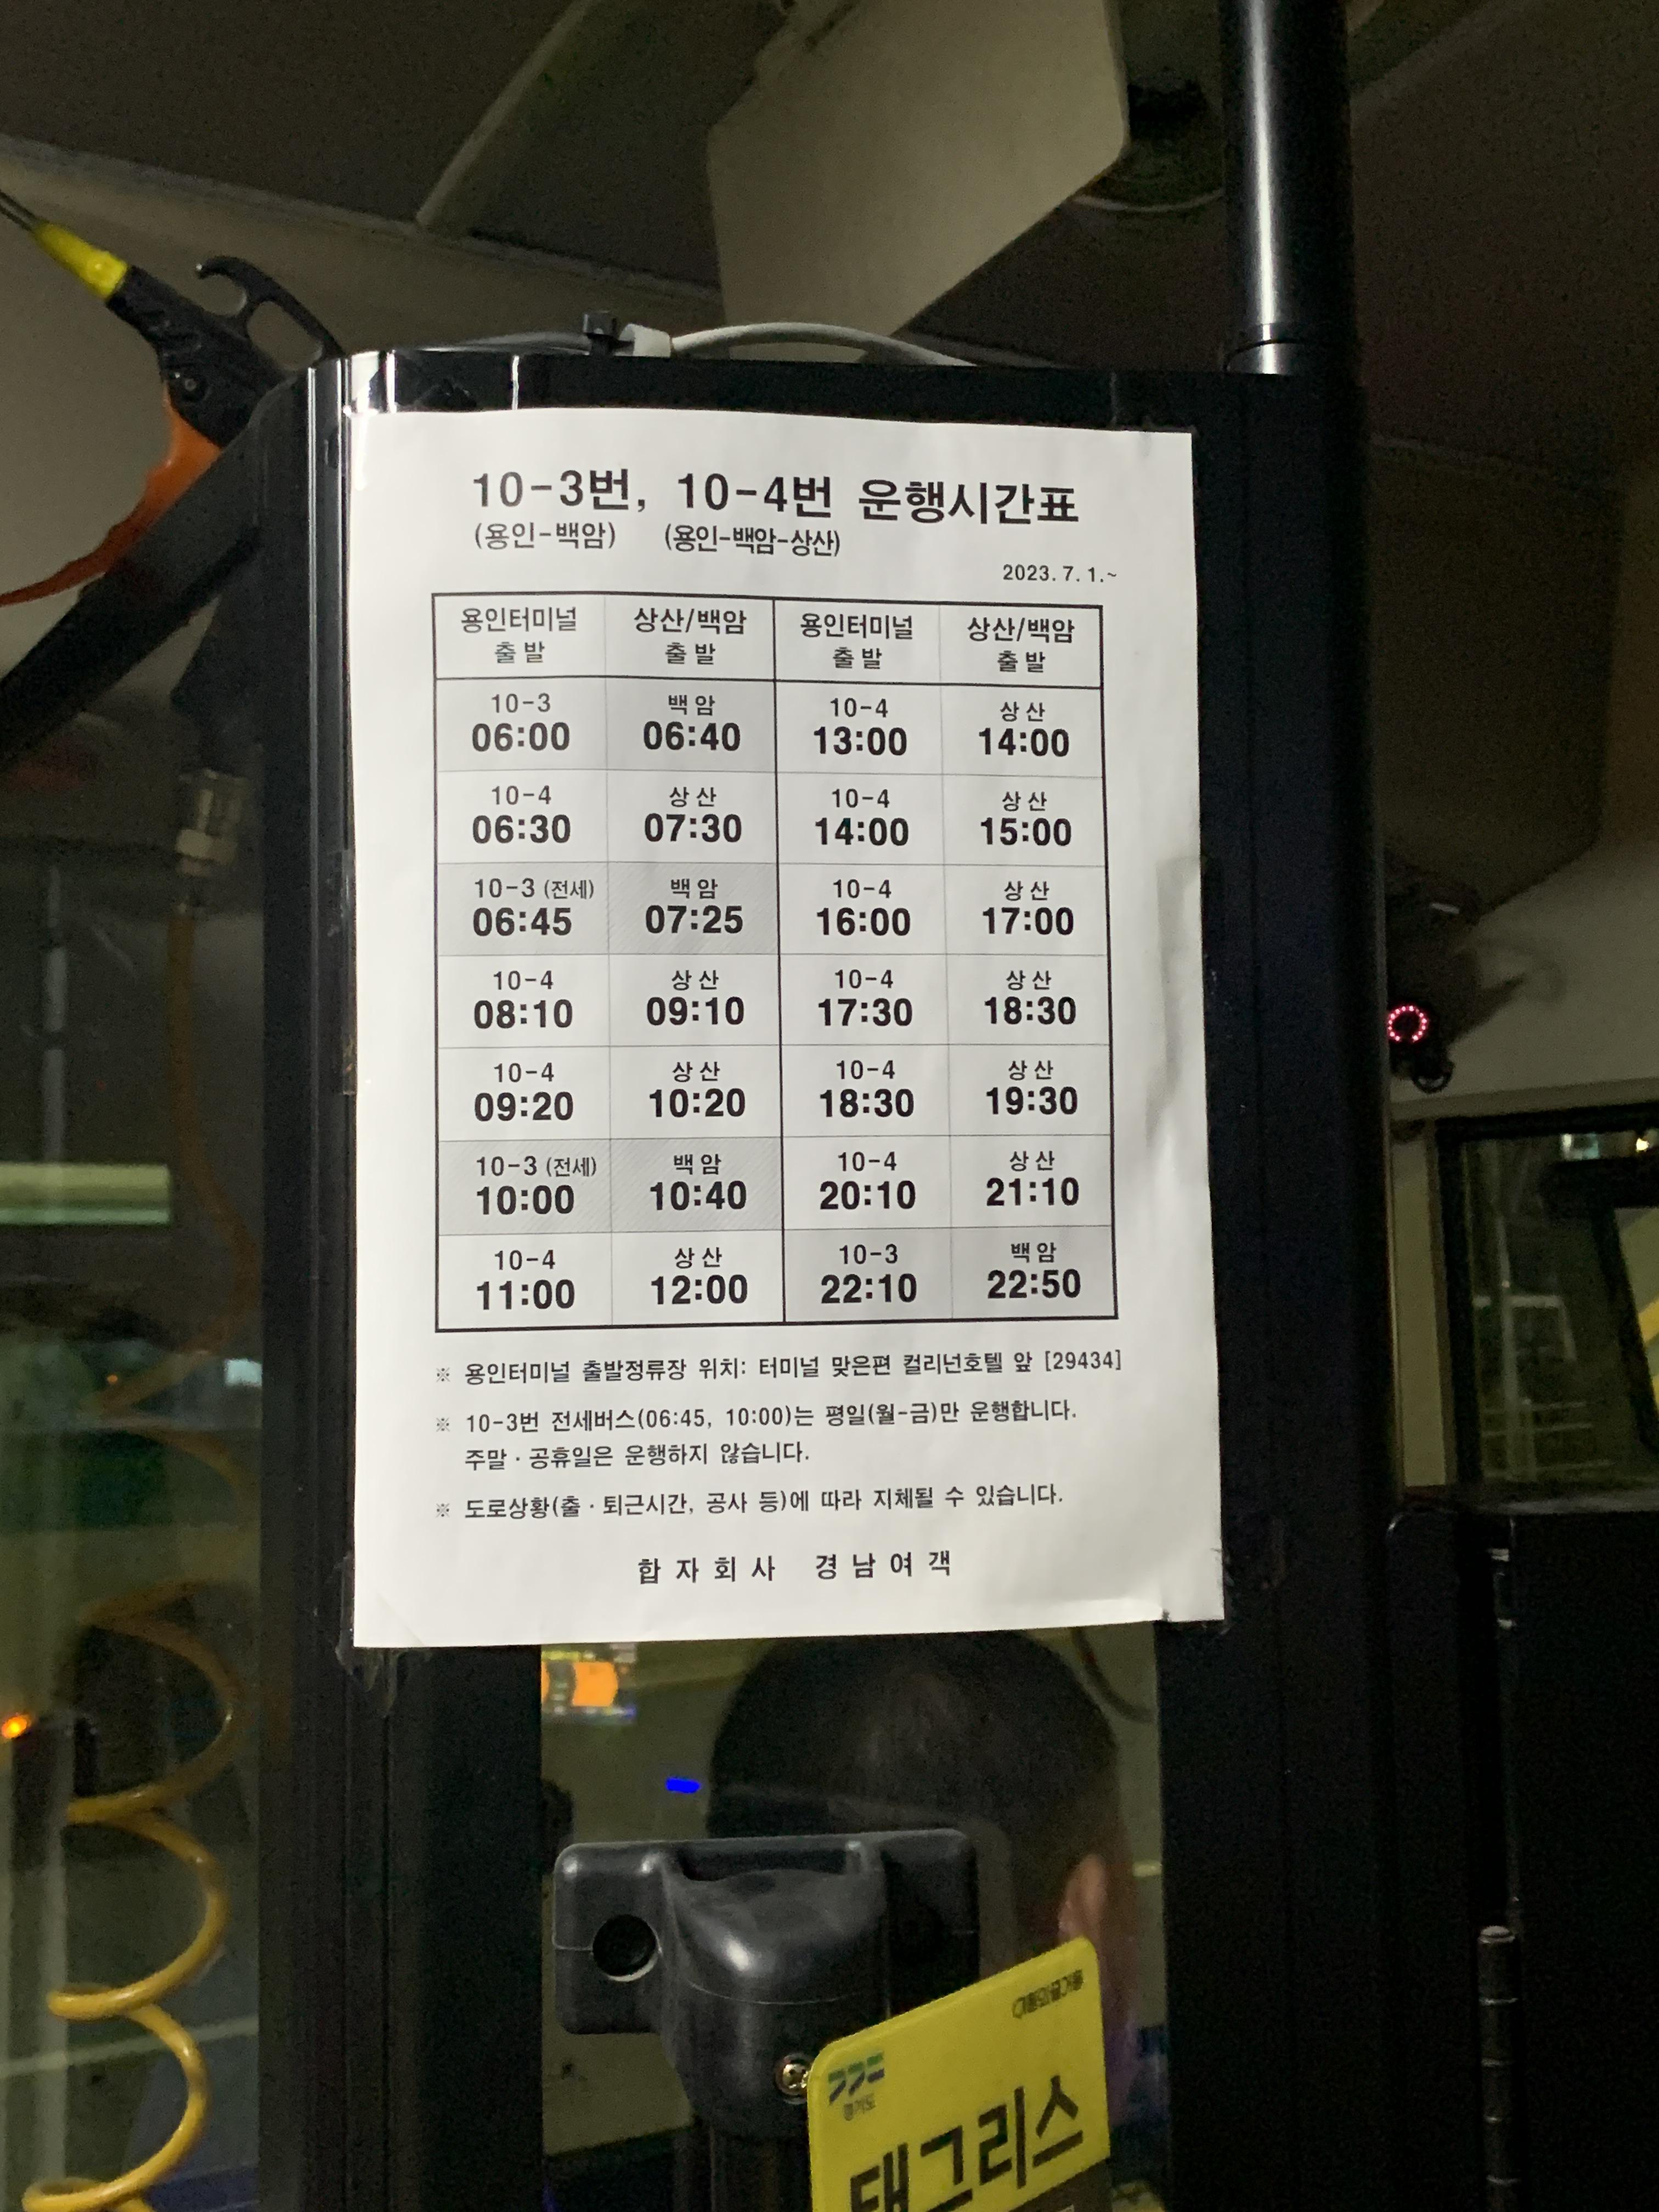 10-3번, 10-4번 운행시간표
(용인-백암) (용인-백암-상산)
2023. 7. 1.~
용인터미널 상산/백암 용인터미널 상산/백암
출발 출발 출발 출발
10-3 백암 10-4 상산
06:00 06:40 13:00 14:00
10-4 상산 10-4 상산
06:30 07:30 14:00 15:00
10-3 (전세) 백암 10-4 상산
06:45 07:25 16:00 17:00
10-4 상산 10-4 상산
08:10 09:10 17:30 18:30
10-4 상산 10-4 상산
09:20 10:20 18:30 19:30
10-3 (전세) 백암 10-4 상산
10:00 10:40 20:10 21:10
10-4 상산 10-3 백암
11:00 12:00 22:10 22:50
※ 용인터미널 출발정류장 위치: 터미널 맞은편 컬리넌호텔 앞 [29434]
※ 10-3번 전세버스(06:45, 10:00)는 평일(월-금)만 운행합니다.
주말·공휴일은 운행하지 않습니다.
※ 도로상황(출·퇴근시간, 공사 등)에 따라 지체될 수 있습니다.
합자회사 경남여객
경기도
태그리스